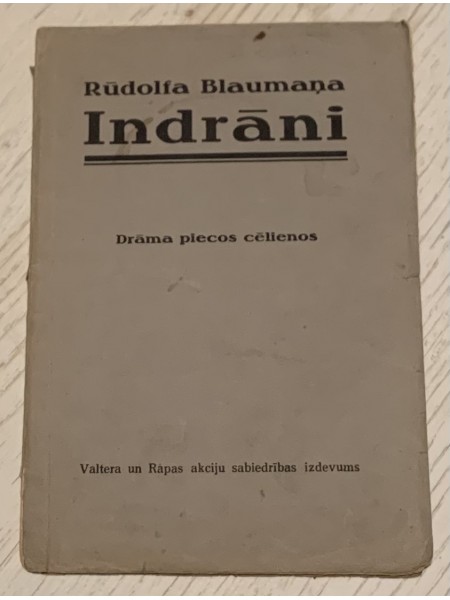 Rūdolfa Blaumaņa
Indrāni
Drāma piecos cēlienos
Valtera un Rapas akciju sabiedrības izdevums